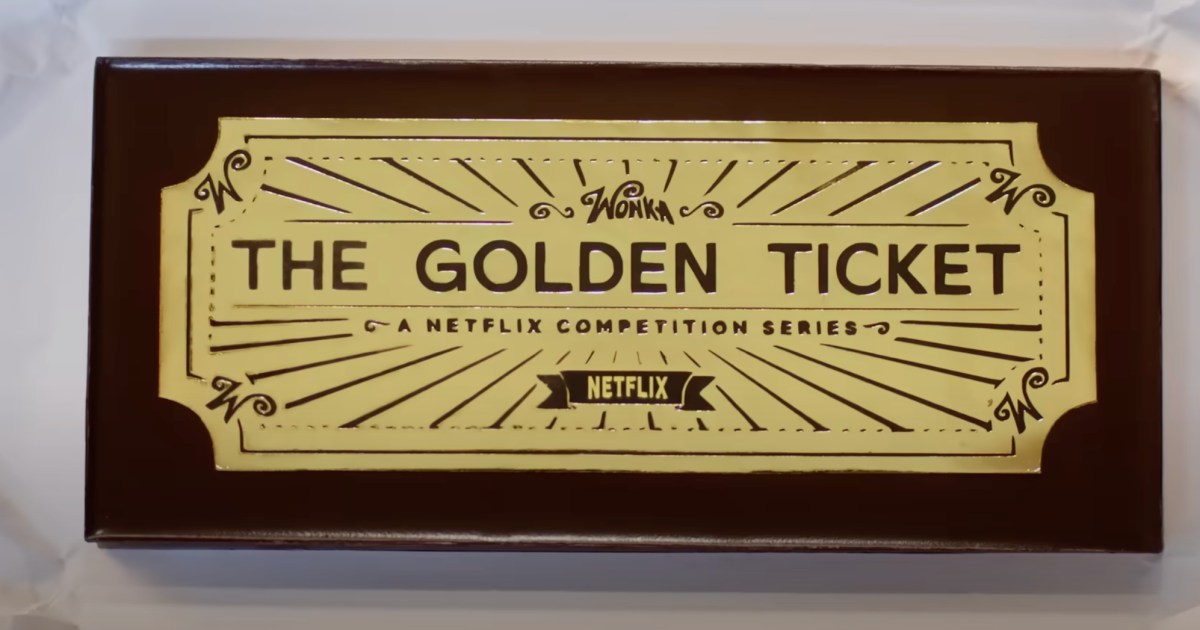 WONKA
THE GOLDEN TICKET
A NETFLIX COMPETITION SERIES
NETFLIX
W
W
W
W